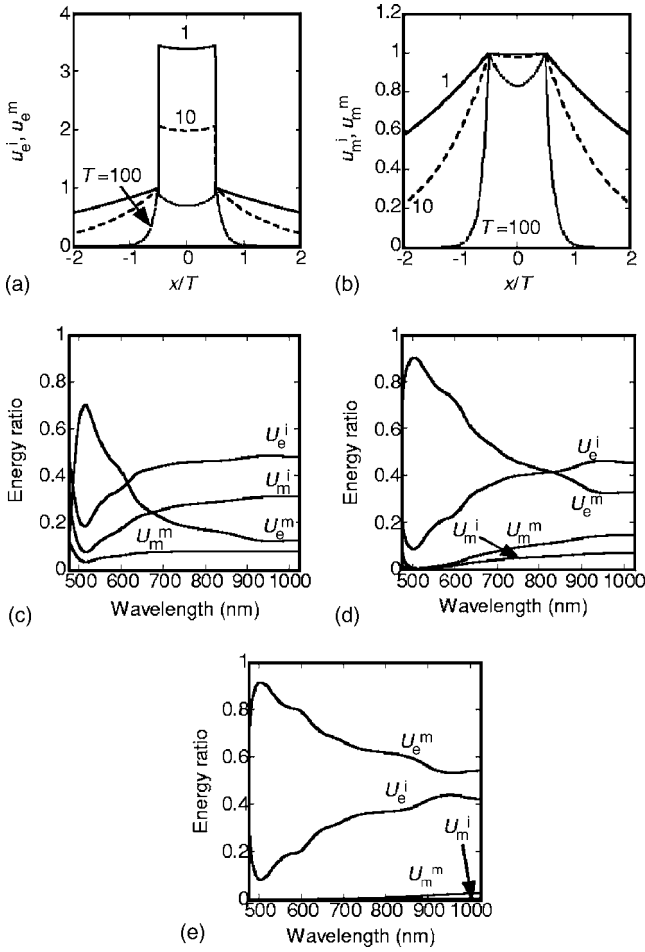 4
3
2
1
0
u_e^i, u_e^m
1
10
T=100
-2 -1 0 1 2
(a) x/T
1.2
1
0.8
0.6
0.4
0.2
0
u_m^i, u_m^m
1
10
T=100
-2 -1 0 1 2
(b) x/T
1
0.8
0.6
0.4
0.2
0
Energy ratio
U_e^i
U_m^i
U_m^m
U_e^m
500 600 700 800 900 1000
(c) Wavelength (nm)
1
0.8
0.6
0.4
0.2
0
Energy ratio
U_e^i
U_e^m
U_m^i
U_m^m
500 600 700 800 900 1000
(d) Wavelength (nm)
1
0.8
0.6
0.4
0.2
0
Energy ratio
U_e^m
U_e^i
U_m^i
U_m^m
500 600 700 800 900 1000
(e) Wavelength (nm)